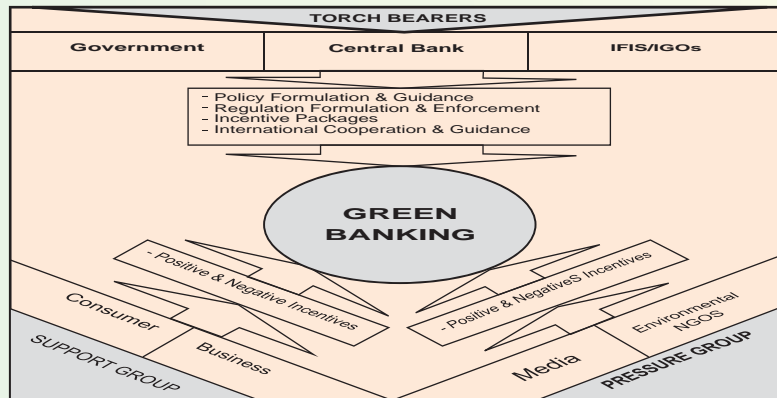 TORCH BEARERS
Government
Central Bank
IFIS/IGOs
- Policy Formulation & Guidance
- Regulation Formulation & Enforcement
- Incentive Packages
- International Cooperation & Guidance
GREEN
BANKING
- Positive & Negative Incentives
- Positive & NegativeS Incentives
Consumer
Business
SUPPORT GROUP
Media
Environmental
NGOS
PRESSURE GROUP